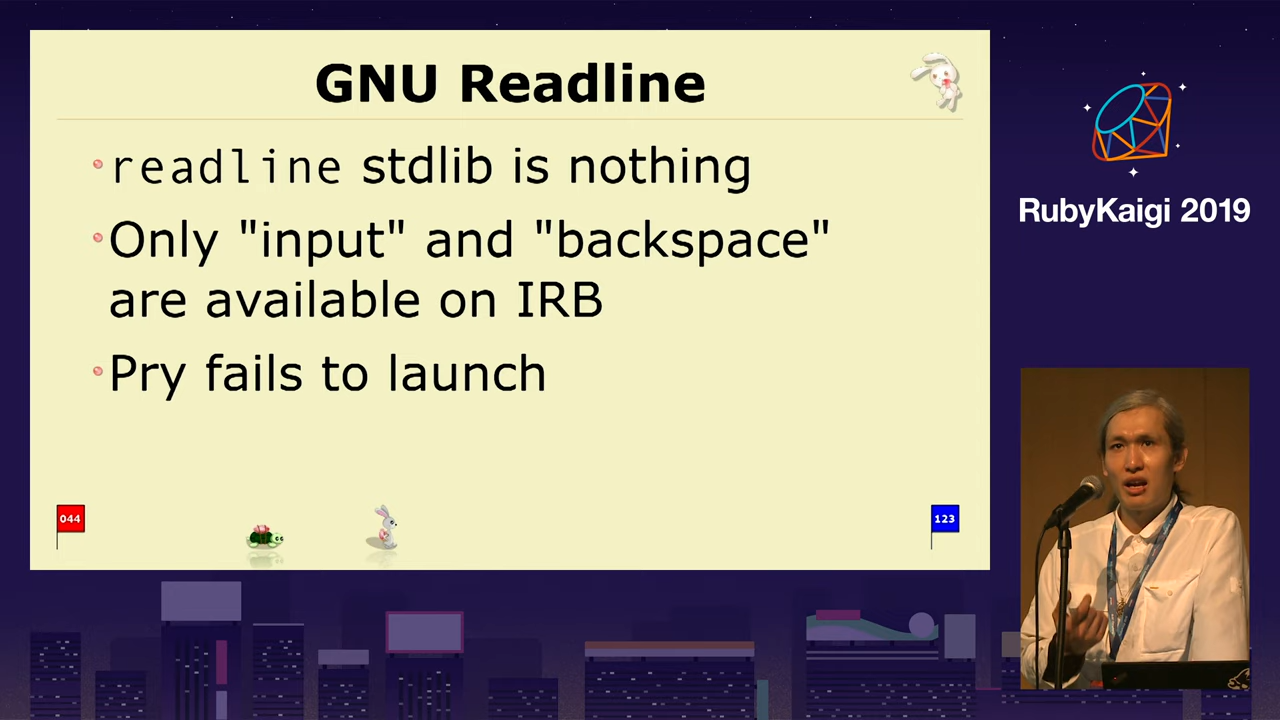 GNU Readline
readline stdlib is nothing
Only "input" and "backspace"
are available on IRB
Pry fails to launch
044
123
RubyKaigi 2019